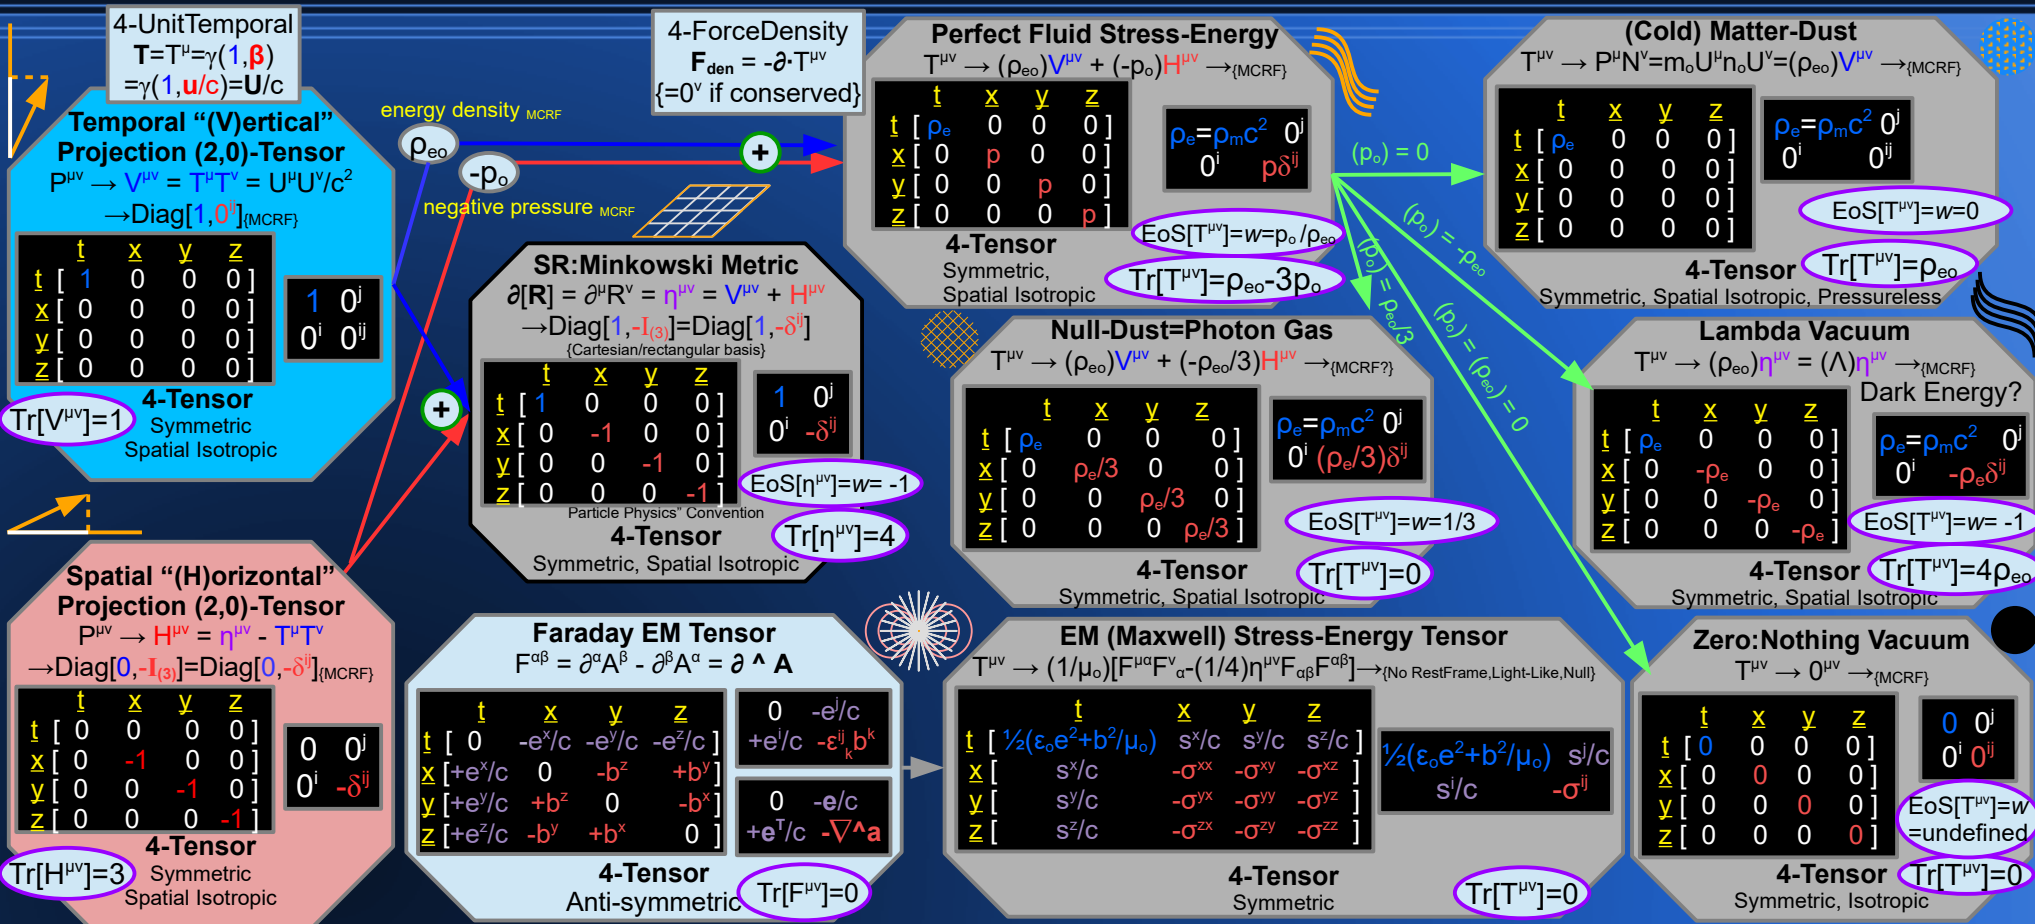 4-UnitTemporal
T=T^μ=γ(1,β)
=γ(1,u/c)=U/c
Temporal “(V)ertical”
Projection (2,0)-Tensor
P^μν → V^μν = T^μT^ν = U^μU^ν/c²
→Diag[1,0^ij]{MCRF}
t x y z
t [ 1 0 0 0 ]
x [ 0 0 0 0 ]
y [ 0 0 0 0 ]
z [ 0 0 0 0 ]
1 0^j
0^i 0^ij
Tr[V^μν]=1
4-Tensor
Symmetric
Spatial Isotropic
Spatial “(H)orizontal”
Projection (2,0)-Tensor
P^μν → H^μν = η^μν - T^μT^ν
→Diag[0,-I₍₃₎]=Diag[0,-δ^ij]{MCRF}
t x y z
t [ 0 0 0 0 ]
x [ 0 -1 0 0 ]
y [ 0 0 -1 0 ]
z [ 0 0 0 -1 ]
0 0^j
0^i -δ^ij
Tr[H^μν]=3
4-Tensor
Symmetric
Spatial Isotropic
energy density MCRF
ρ_eo
-p_o
negative pressure MCRF
+
+
4-ForceDensity
F_den = -∂·T^μν
{=0^ν if conserved}
SR:Minkowski Metric
∂[R] = ∂^μR^ν = η^μν = V^μν + H^μν
→Diag[1,-I₍₃₎]=Diag[1,-δ^ij]
{Cartesian/rectangular basis}
t x y z
t [ 1 0 0 0 ]
x [ 0 -1 0 0 ]
y [ 0 0 -1 0 ]
z [ 0 0 0 -1 ]
1 0^j
0^i -δ^ij
EoS[η^μν]=w= -1
Particle Physics” Convention
Tr[η^μν]=4
4-Tensor
Symmetric, Spatial Isotropic
Faraday EM Tensor
F^αβ = ∂^αA^β - ∂^βA^α = ∂ ^ A
t x y z
t [ 0 -e^x/c -e^y/c -e^z/c ]
x [+e^x/c 0 -b^z +b^y ]
y [+e^y/c +b^z 0 -b^x ]
z [+e^z/c -b^y +b^x 0 ]
0 -e^j/c
+e^i/c -ε^ij_k b^k
0 -e/c
+e^T/c -∇^a
4-Tensor
Anti-symmetric
Tr[F^μν]=0
Perfect Fluid Stress-Energy
T^μν → (ρ_eo)V^μν + (-p_o)H^μν →{MCRF}
t x y z
t [ ρ_e 0 0 0 ]
x [ 0 p 0 0 ]
y [ 0 0 p 0 ]
z [ 0 0 0 p ]
ρ_e=ρ_mc² 0^j
0^i pδ^ij
EoS[T^μν]=w=p_o/ρ_eo
4-Tensor
Tr[T^μν]=ρ_eo-3p_o
Symmetric,
Spatial Isotropic
(p_o) = 0
(p_o) = -ρ_eo
(p_o) = ρ_eo/3
(p_o) = (ρ_eo) = 0
Null-Dust=Photon Gas
T^μν → (ρ_eo)V^μν + (-ρ_eo/3)H^μν →{MCRF?}
t x y z
t [ ρ_e 0 0 0 ]
x [ 0 ρ_e/3 0 0 ]
y [ 0 0 ρ_e/3 0 ]
z [ 0 0 0 ρ_e/3 ]
ρ_e=ρ_mc² 0^j
0^i (ρ_e/3)δ^ij
EoS[T^μν]=w=1/3
4-Tensor
Tr[T^μν]=0
Symmetric, Spatial Isotropic
EM (Maxwell) Stress-Energy Tensor
T^μν → (1/μ_o)[F^μαF^ν_α-(1/4)η^μνF_αβF^αβ]→{No RestFrame,Light-Like,Null}
t x y z
t [ ½(ε_oe²+b²/μ_o) s^x/c s^y/c s^z/c ]
x [ s^x/c -σ^xx -σ^xy -σ^xz ]
y [ s^y/c -σ^yx -σ^yy -σ^yz ]
z [ s^z/c -σ^zx -σ^zy -σ^zz ]
½(ε_oe²+b²/μ_o) s^j/c
s^i/c -σ^ij
4-Tensor
Symmetric
Tr[T^μν]=0
(Cold) Matter-Dust
T^μν → P^μN^ν=m_oU^μn_oU^ν=(ρ_eo)V^μν →{MCRF}
t x y z
t [ ρ_e 0 0 0 ]
x [ 0 0 0 0 ]
y [ 0 0 0 0 ]
z [ 0 0 0 0 ]
ρ_e=ρ_mc² 0^j
0^i 0^ij
EoS[T^μν]=w=0
4-Tensor
Tr[T^μν]=ρ_eo
Symmetric, Spatial Isotropic, Pressureless
Lambda Vacuum
T^μν → (ρ_eo)η^μν = (Λ)η^μν →{MCRF}
Dark Energy?
t x y z
t [ ρ_e 0 0 0 ]
x [ 0 -ρ_e 0 0 ]
y [ 0 0 -ρ_e 0 ]
z [ 0 0 0 -ρ_e ]
ρ_e=ρ_mc² 0^j
0^i -ρ_eδ^ij
EoS[T^μν]=w= -1
4-Tensor
Tr[T^μν]=4ρ_eo
Symmetric, Spatial Isotropic
Zero:Nothing Vacuum
T^μν → 0^μν →{MCRF}
t x y z
t [ 0 0 0 0 ]
x [ 0 0 0 0 ]
y [ 0 0 0 0 ]
z [ 0 0 0 0 ]
0 0^j
0^i 0^ij
EoS[T^μν]=w
=undefined
4-Tensor
Tr[T^μν]=0
Symmetric, Isotropic